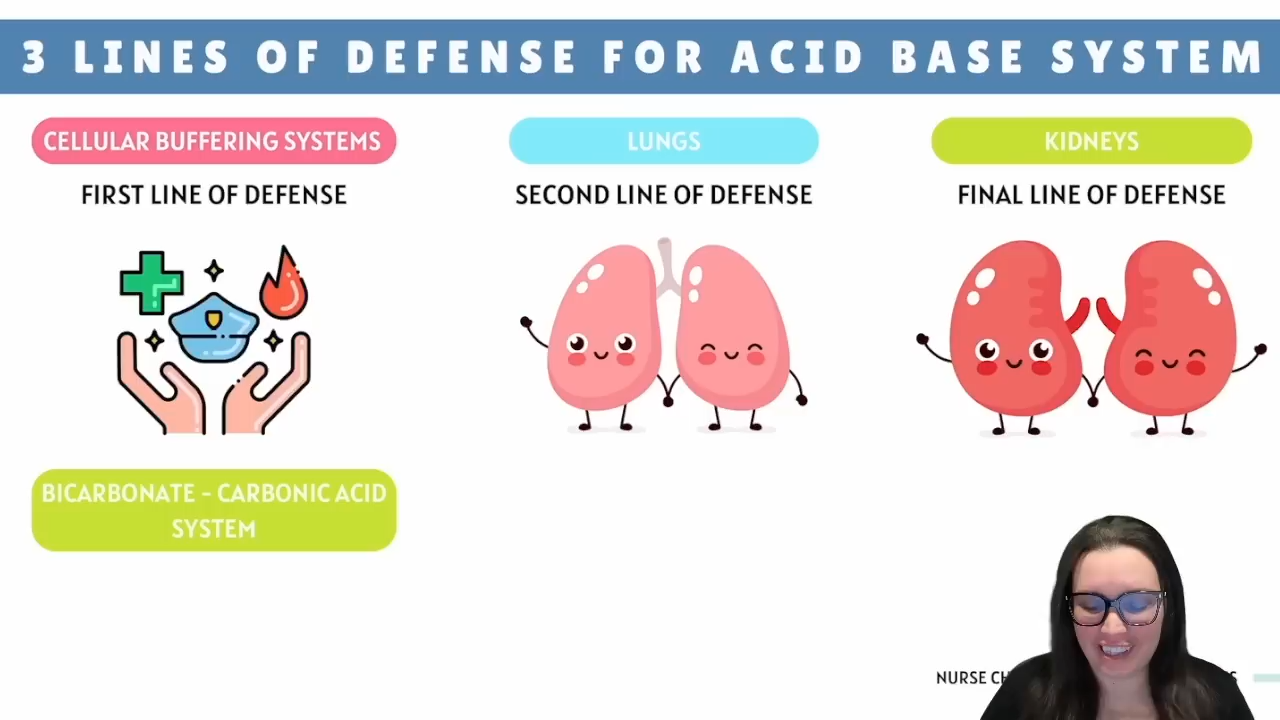 3 LINES OF DEFENSE FOR ACID BASE SYSTEM
CELLULAR BUFFERING SYSTEMS
FIRST LINE OF DEFENSE
BICARBONATE - CARBONIC ACID
SYSTEM
LUNGS
SECOND LINE OF DEFENSE
KIDNEYS
FINAL LINE OF DEFENSE
NURSE